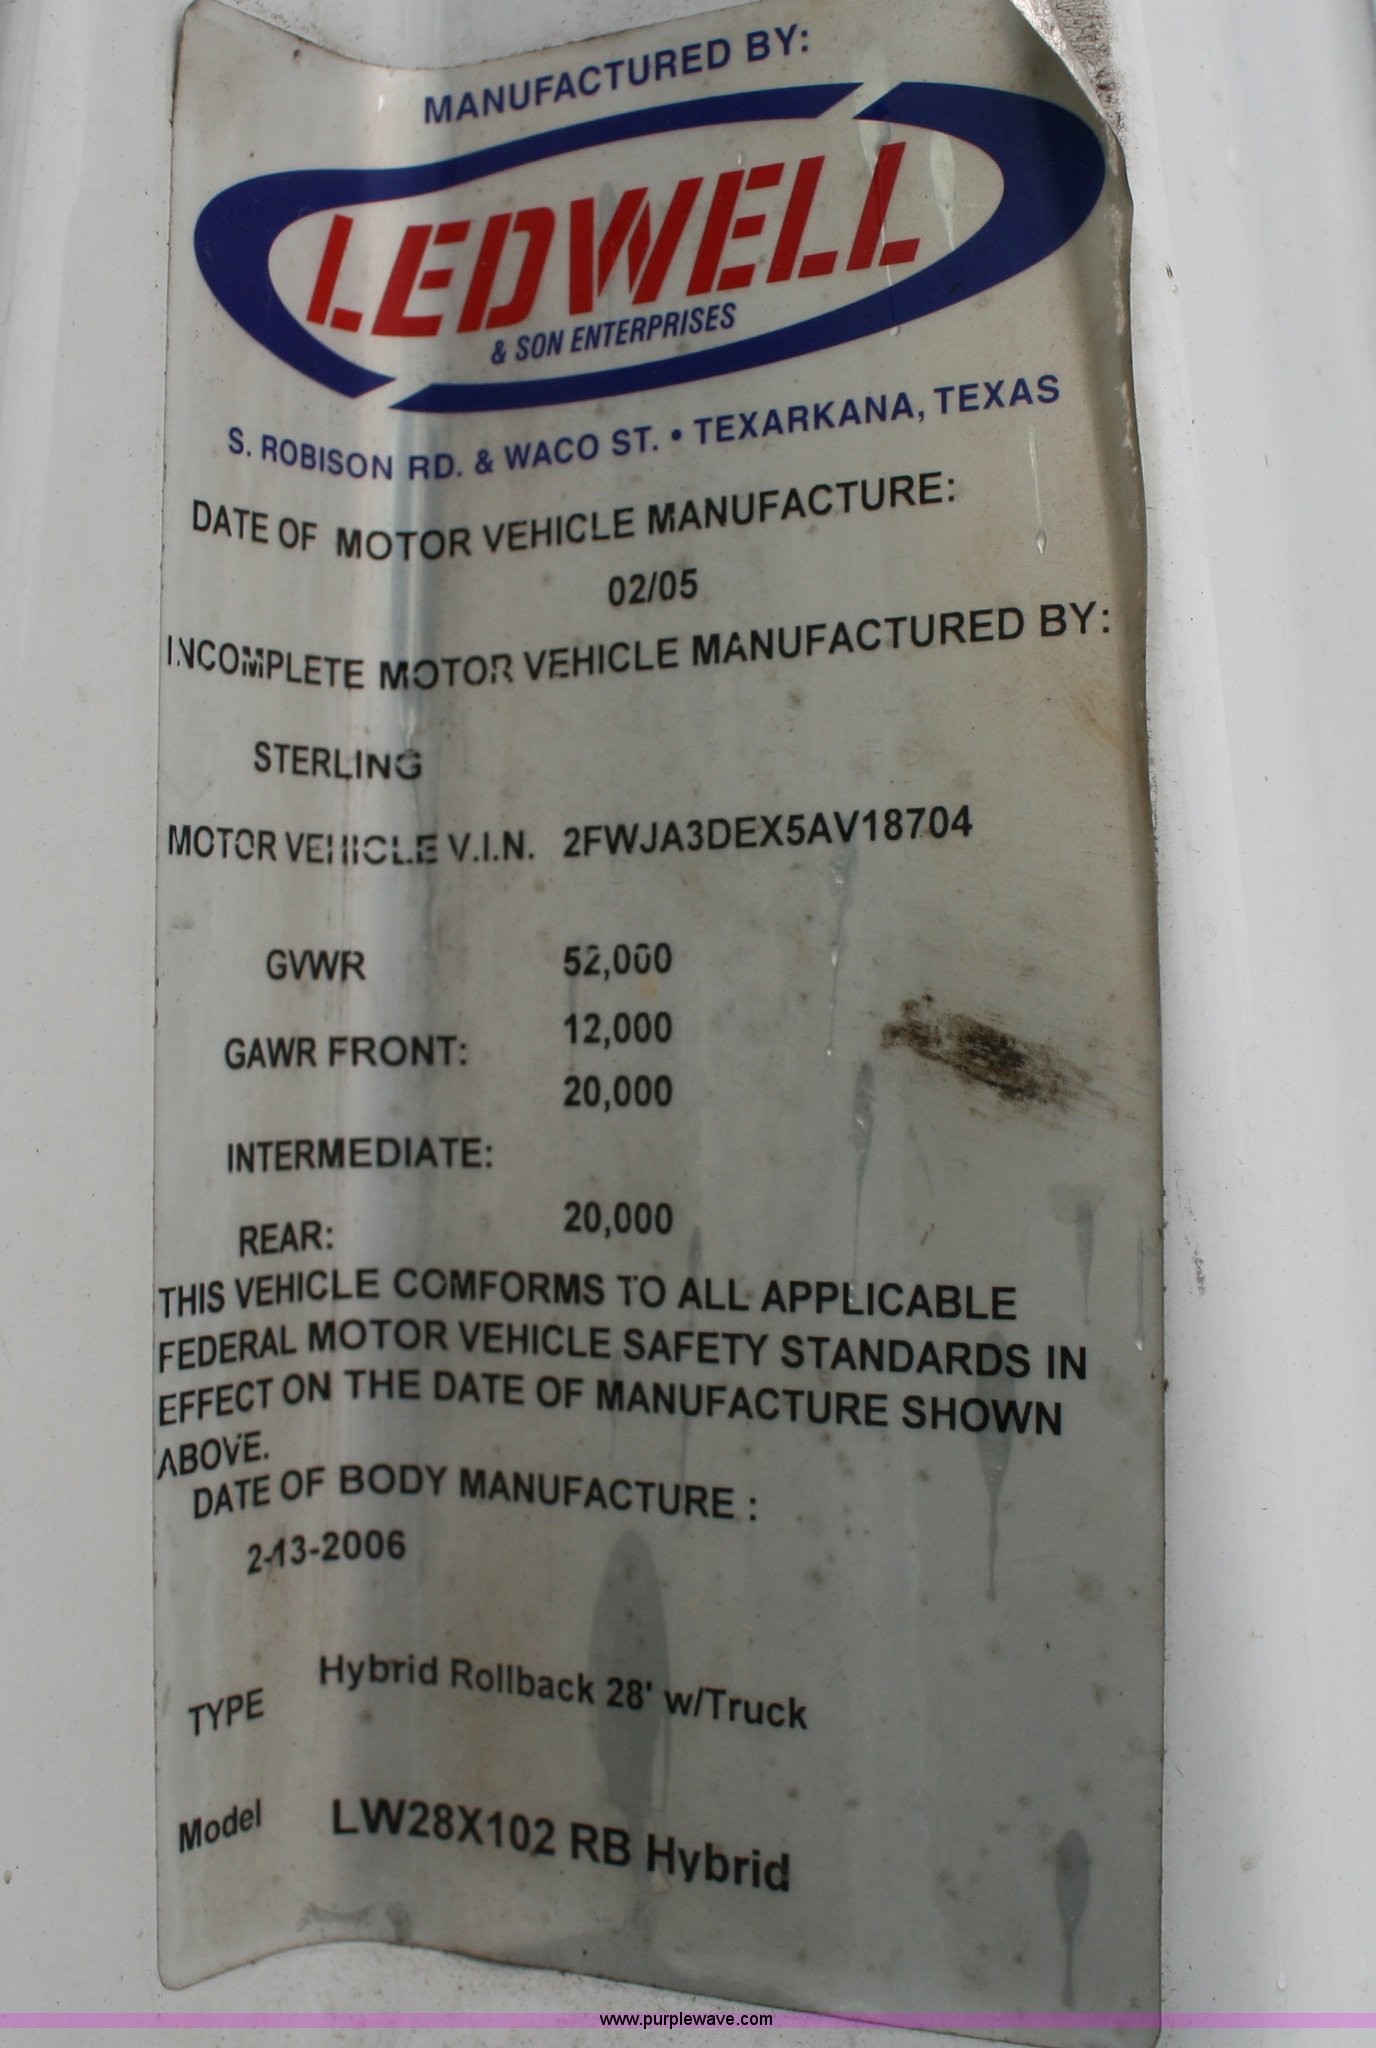 MANUFACTURED BY:
LEDWELL
& SON ENTERPRISES
S. ROBISON RD. & WACO ST. • TEXARKANA, TEXAS
DATE OF MOTOR VEHICLE MANUFACTURE:
02/05
INCOMPLETE MOTOR VEHICLE MANUFACTURED BY:
STERLING
MOTOR VEHICLE V.I.N. 2FWJA3DEX5AV18704
GVWR 52,000
GAWR FRONT: 12,000
INTERMEDIATE: 20,000
REAR: 20,000
THIS VEHICLE COMFORMS TO ALL APPLICABLE
FEDERAL MOTOR VEHICLE SAFETY STANDARDS IN
EFFECT ON THE DATE OF MANUFACTURE SHOWN
ABOVE.
DATE OF BODY MANUFACTURE :
2-13-2006
TYPE Hybrid Rollback 28' w/Truck
Model LW28X102 RB Hybrid
www.purplewave.com